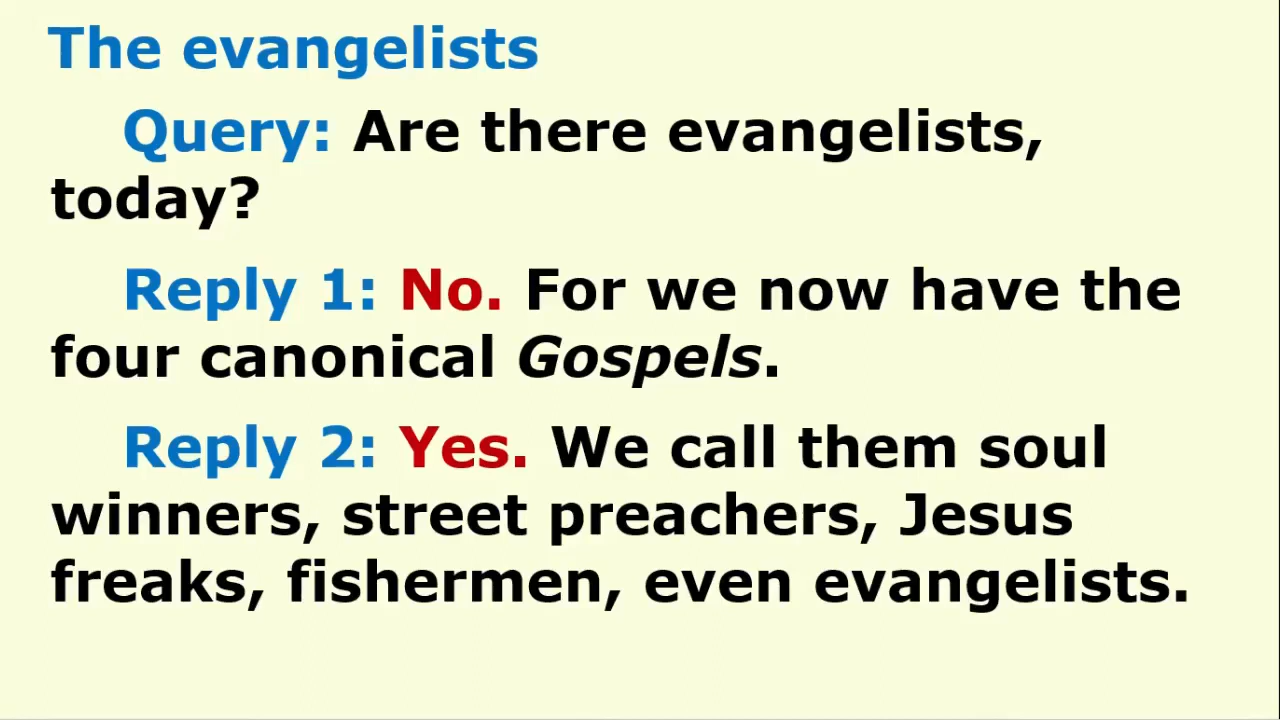 The evangelists
Query: Are there evangelists,
today?
Reply 1: No. For we now have the
four canonical Gospels.
Reply 2: Yes. We call them soul
winners, street preachers, Jesus
freaks, fishermen, even evangelists.